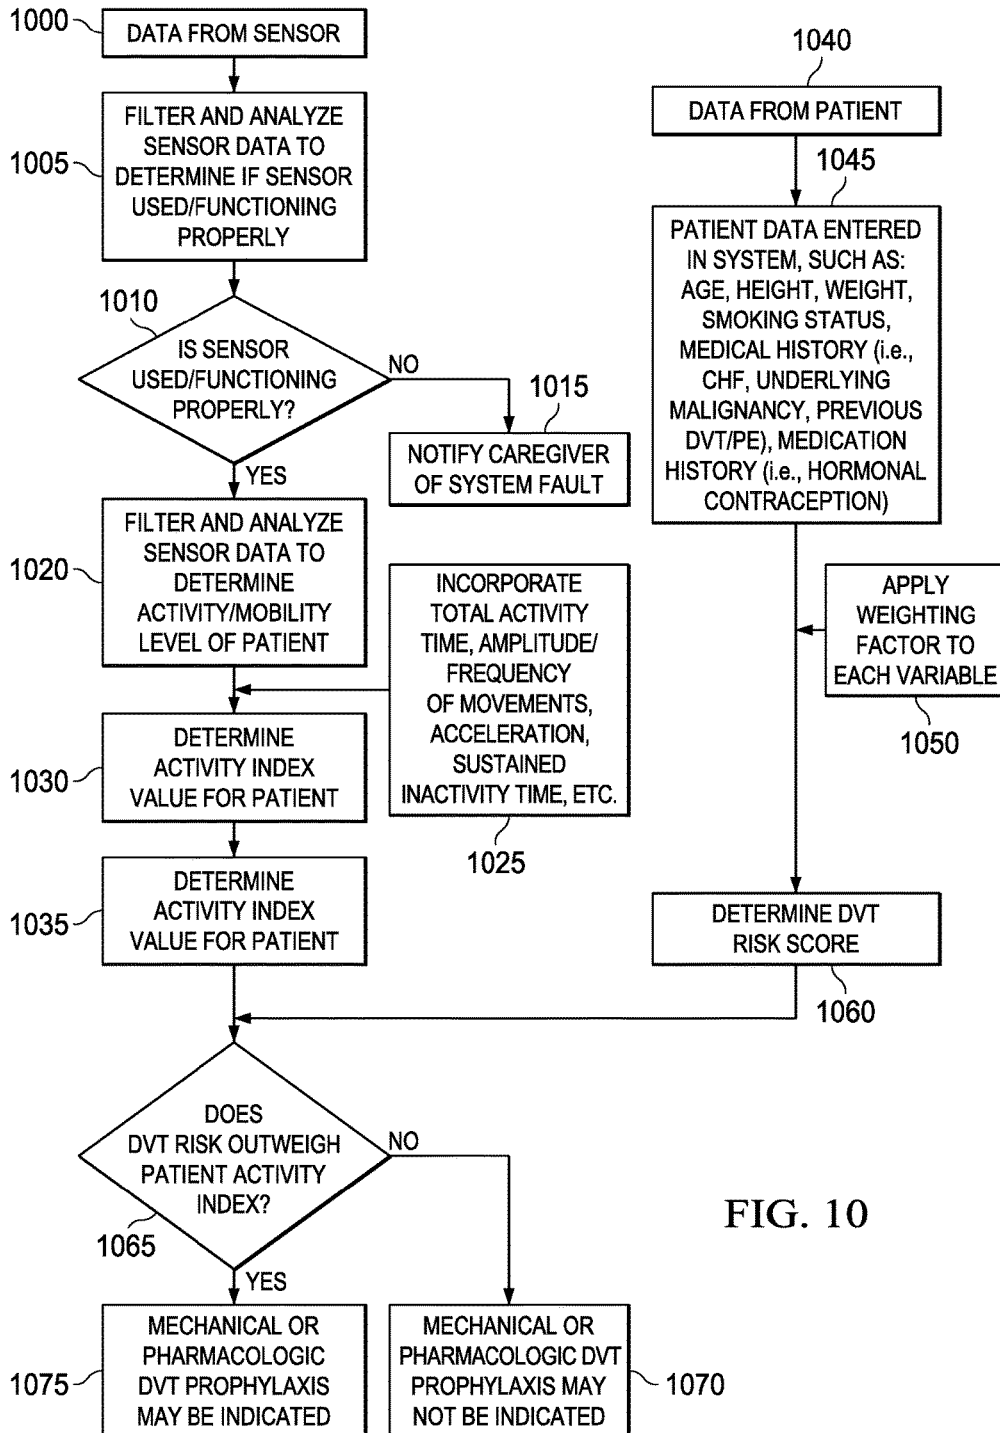 1000
DATA FROM SENSOR
1005
FILTER AND ANALYZE
SENSOR DATA TO
DETERMINE IF SENSOR
USED/FUNCTIONING
PROPERLY
1010
IS SENSOR
USED/FUNCTIONING
PROPERLY?
NO
1015
NOTIFY CAREGIVER
OF SYSTEM FAULT
YES
1020
FILTER AND ANALYZE
SENSOR DATA TO
DETERMINE
ACTIVITY/MOBILITY
LEVEL OF PATIENT
INCORPORATE
TOTAL ACTIVITY
TIME, AMPLITUDE/
FREQUENCY
OF MOVEMENTS,
ACCELERATION,
SUSTAINED
INACTIVITY TIME, ETC.
1025
1030
DETERMINE
ACTIVITY INDEX
VALUE FOR PATIENT
1035
DETERMINE
ACTIVITY INDEX
VALUE FOR PATIENT
1040
DATA FROM PATIENT
1045
PATIENT DATA ENTERED
IN SYSTEM, SUCH AS:
AGE, HEIGHT, WEIGHT,
SMOKING STATUS,
MEDICAL HISTORY (i.e.,
CHF, UNDERLYING
MALIGNANCY, PREVIOUS
DVT/PE), MEDICATION
HISTORY (i.e., HORMONAL
CONTRACEPTION)
APPLY
WEIGHTING
FACTOR TO
EACH VARIABLE
1050
DETERMINE DVT
RISK SCORE
1060
DOES
DVT RISK OUTWEIGH
PATIENT ACTIVITY
INDEX?
1065
NO
YES
1075
MECHANICAL OR
PHARMACOLOGIC
DVT PROPHYLAXIS
MAY BE INDICATED
MECHANICAL OR
PHARMACOLOGIC DVT
PROPHYLAXIS MAY
NOT BE INDICATED
1070
FIG. 10